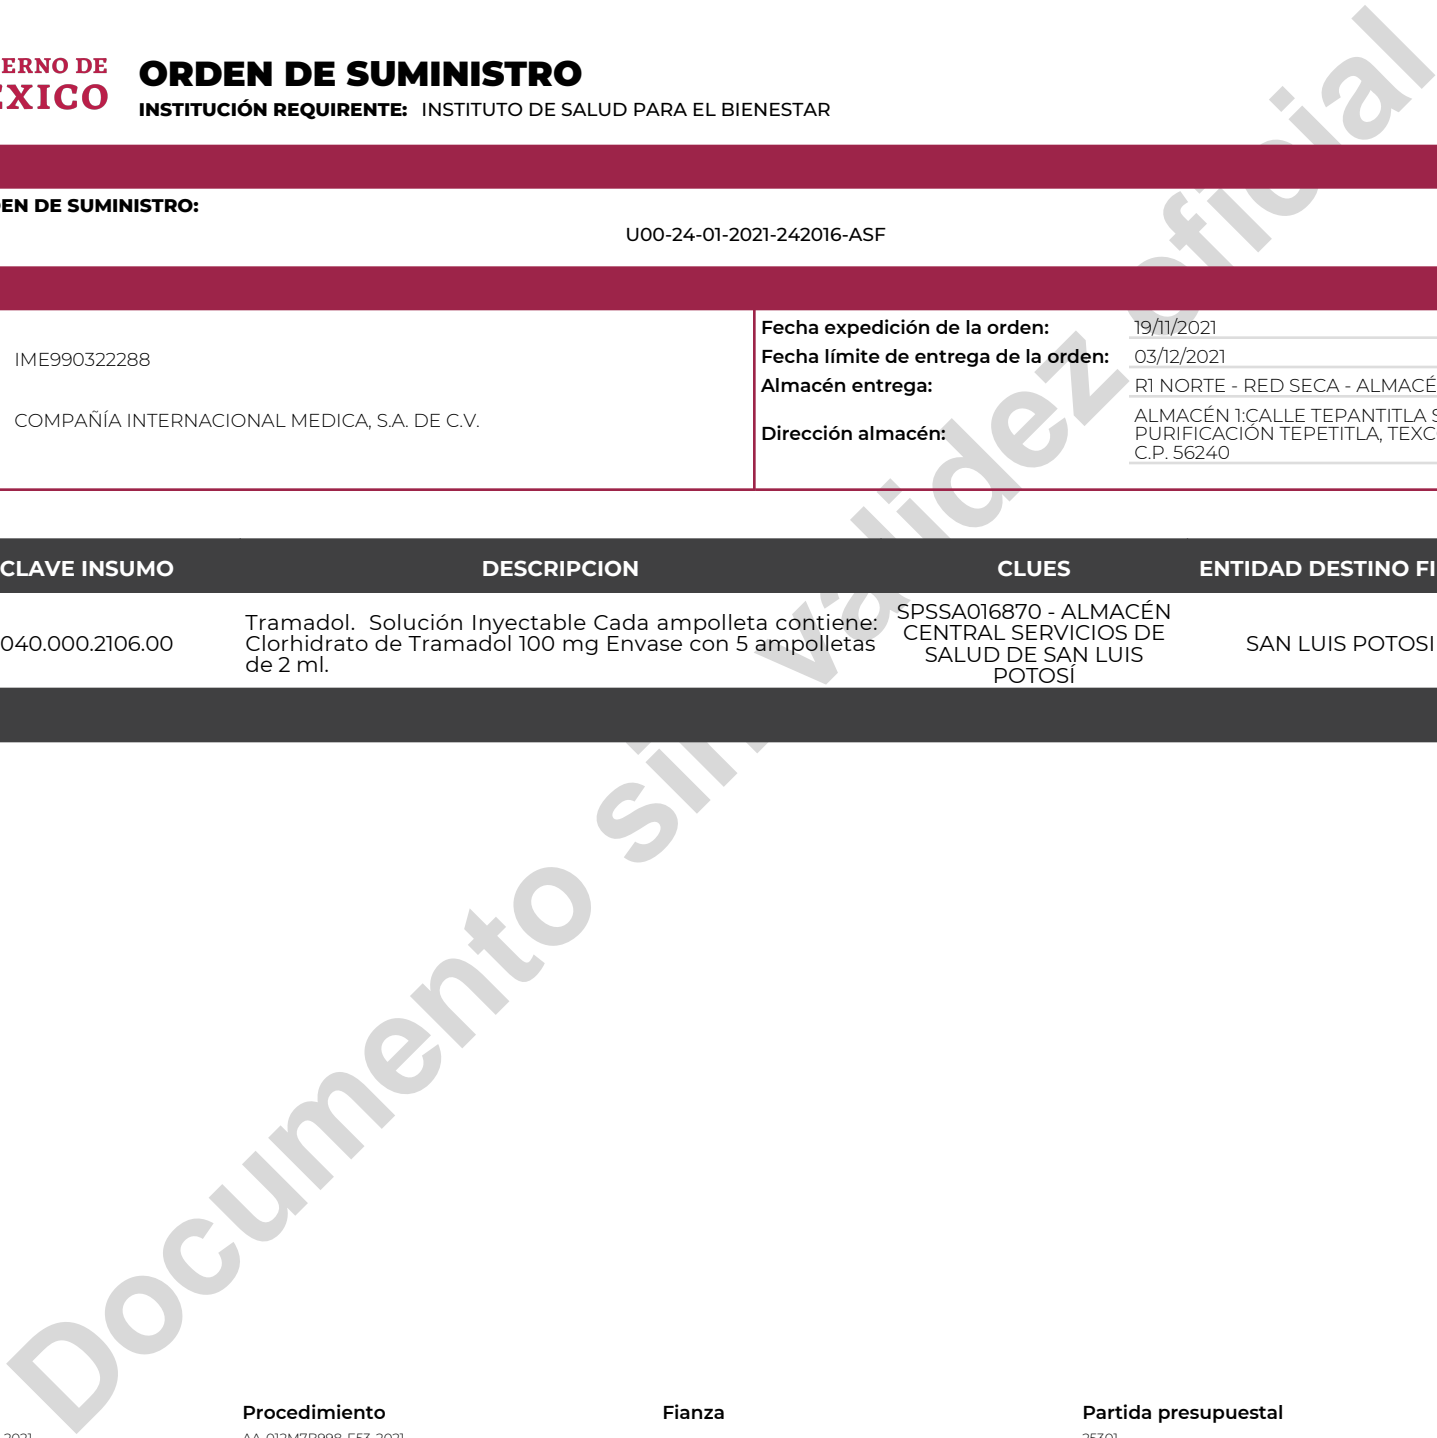 ERNO DE
EXICO
ORDEN DE SUMINISTRO
INSTITUCIÓN REQUIRENTE: INSTITUTO DE SALUD PARA EL BIENESTAR
EN DE SUMINISTRO:
U00-24-01-2021-242016-ASF
IME990322288
COMPAÑÍA INTERNACIONAL MEDICA, S.A. DE C.V.
Fecha expedición de la orden: 19/11/2021
Fecha límite de entrega de la orden: 03/12/2021
Almacén entrega: R1 NORTE - RED SECA - ALMACÉ
Dirección almacén:
ALMACÉN 1:CALLE TEPANTITLA S
PURIFICACIÓN TEPETITLA, TEXC
C.P. 56240
CLAVE INSUMO DESCRIPCION CLUES ENTIDAD DESTINO FI
040.000.2106.00
Tramadol. Solución Inyectable Cada ampolleta contiene:
Clorhidrato de Tramadol 100 mg Envase con 5 ampolletas
de 2 ml.
SPSSA016870 - ALMACÉN
CENTRAL SERVICIOS DE
SALUD DE SAN LUIS
POTOSÍ
SAN LUIS POTOSI
Documento sin validez oficial
Procedimiento Fianza Partida presupuestal